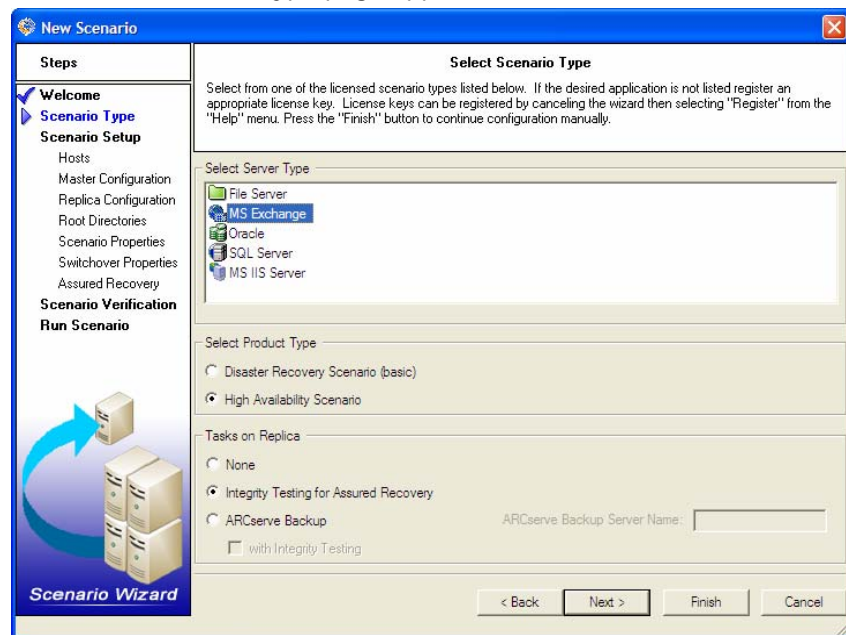 New Scenario
Steps
Welcome
Scenario Type
Scenario Setup
Hosts
Master Configuration
Replica Configuration
Root Directories
Scenario Properties
Switchover Properties
Assured Recovery
Scenario Verification
Run Scenario
Scenario Wizard
Select Scenario Type
Select from one of the licensed scenario types listed below. If the desired application is not listed register an
appropriate license key. License keys can be registered by canceling the wizard then selecting "Register" from the
"Help" menu. Press the "Finish" button to continue configuration manually.
Select Server Type
File Server
MS Exchange
Oracle
SQL Server
MS IIS Server
Select Product Type
Disaster Recovery Scenario (basic)
High Availability Scenario
Tasks on Replica
None
Integrity Testing for Assured Recovery
ARCserve Backup
ARCserve Backup Server Name:
with Integrity Testing
< Back
Next >
Finish
Cancel